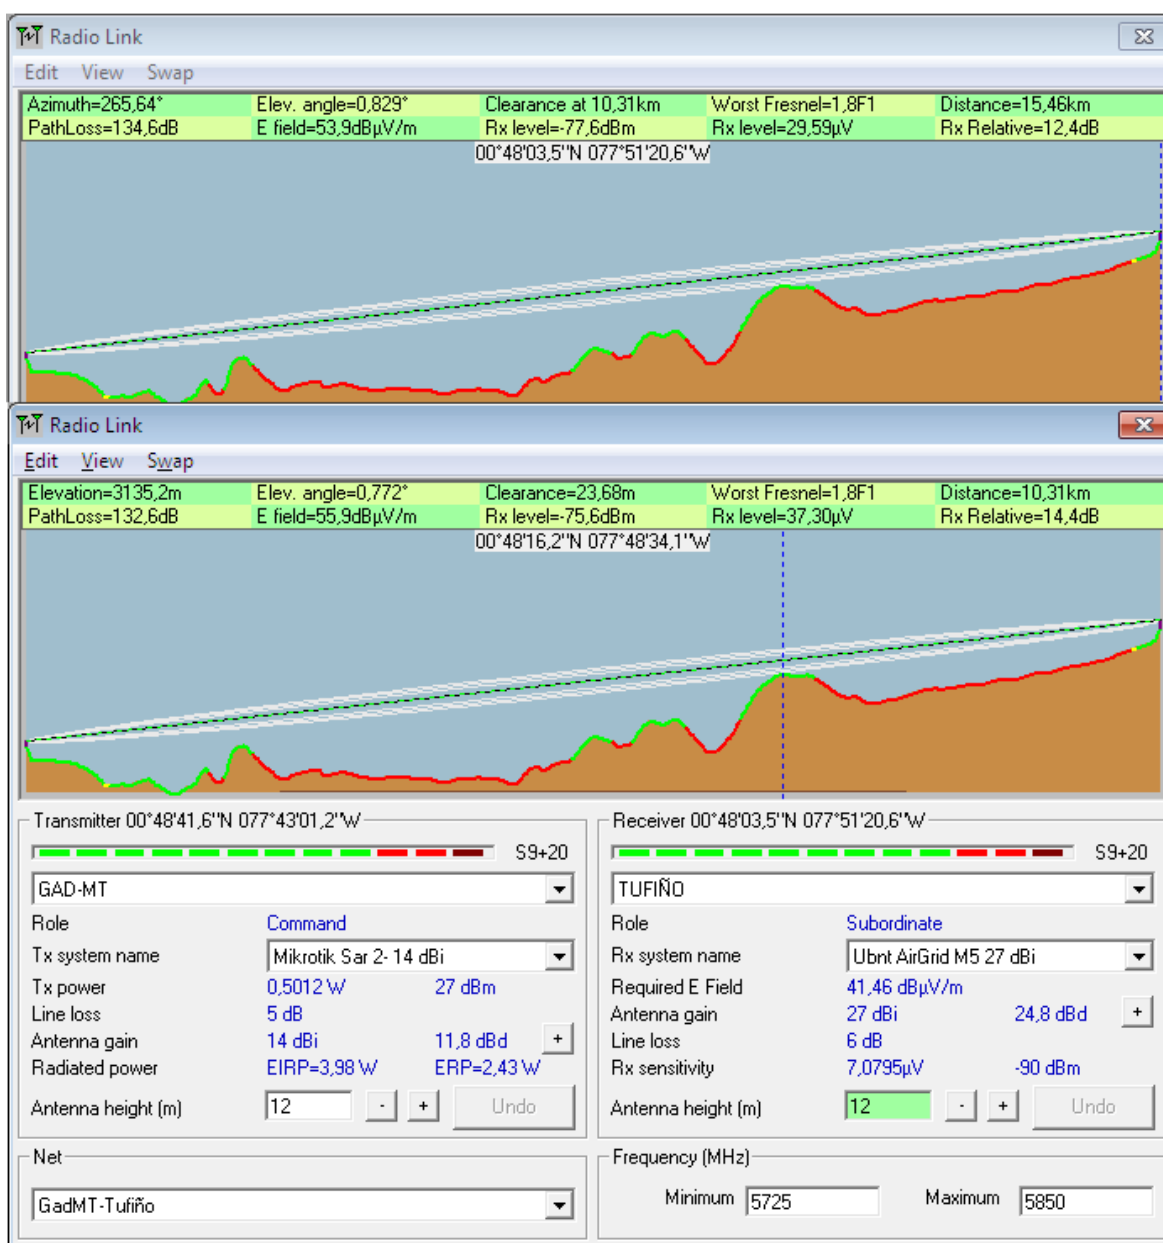 Radio Link
Edit View Swap
Azimuth=265,64° Elev. angle=0,829° Clearance at 10,31km Worst Fresnel=1,8F1 Distance=15,46km
PathLoss=134,6dB E field=53,9dBµV/m Rx level=-77,6dBm Rx level=29,59µV Rx Relative=12,4dB
00°48'03,5"N 077°51'20,6"W
Radio Link
Edit View Swap
Elevation=3135,2m Elev. angle=0,772° Clearance=23,68m Worst Fresnel=1,8F1 Distance=10,31km
PathLoss=132,6dB E field=55,9dBµV/m Rx level=-75,6dBm Rx level=37,30µV Rx Relative=14,4dB
00°48'16,2"N 077°48'34,1"W
Transmitter 00°48'41,6"N 077°43'01,2"W
S9+20
GAD-MT
Role Command
Tx system name Mikrotik Sar 2- 14 dBi
Tx power 0,5012 W 27 dBm
Line loss 5 dB
Antenna gain 14 dBi 11,8 dBd +
Radiated power EIRP=3,98 W ERP=2,43 W
Antenna height (m) 12 - + Undo
Net
GadMT-Tufiño
Receiver 00°48'03,5"N 077°51'20,6"W
S9+20
TUFIÑO
Role Subordinate
Rx system name Ubnt AirGrid M5 27 dBi
Required E Field 41,46 dBµV/m
Antenna gain 27 dBi 24,8 dBd +
Line loss 6 dB
Rx sensitivity 7,0795µV -90 dBm
Antenna height (m) 12 - + Undo
Frequency (MHz)
Minimum 5725 Maximum 5850